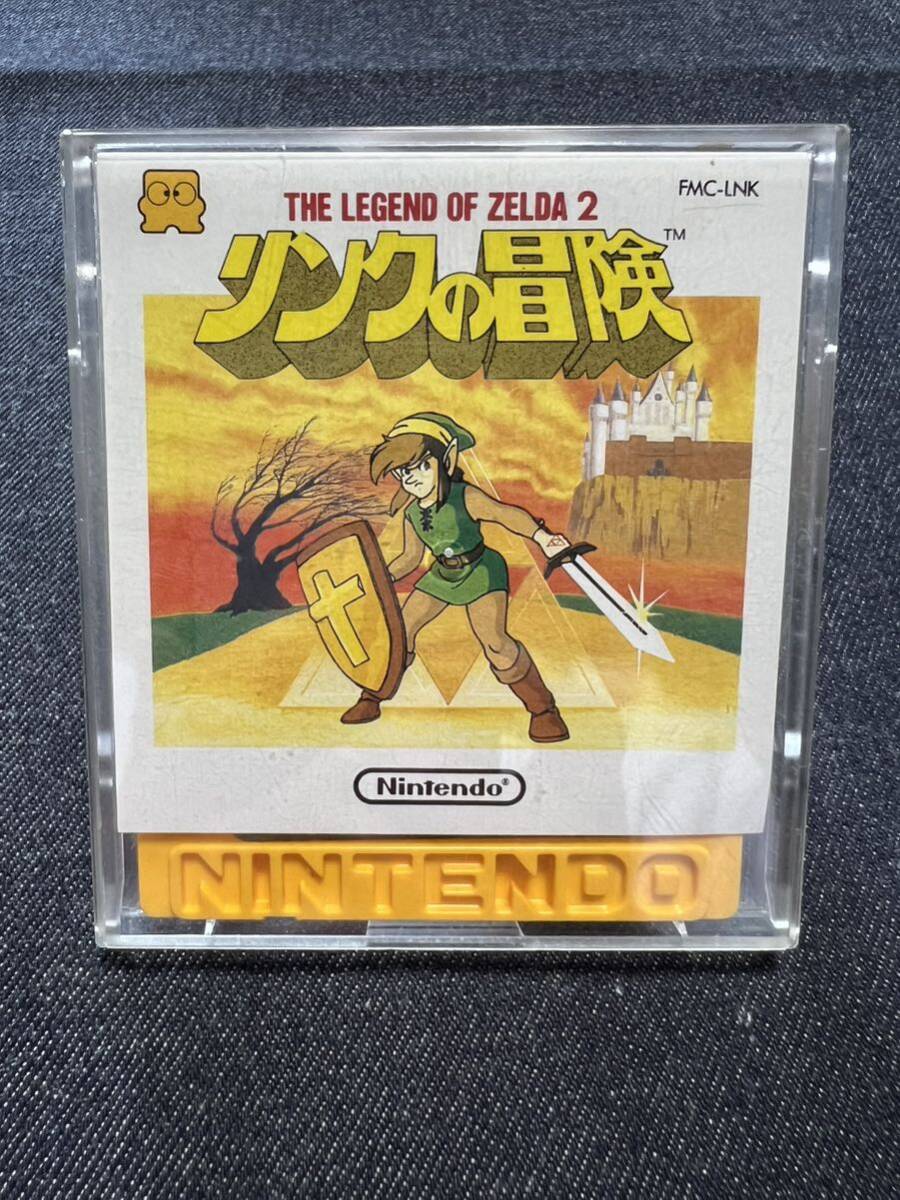 FMC-LNK
THE LEGEND OF ZELDA 2
リンクの冒険™
Nintendo®
NINTENDO